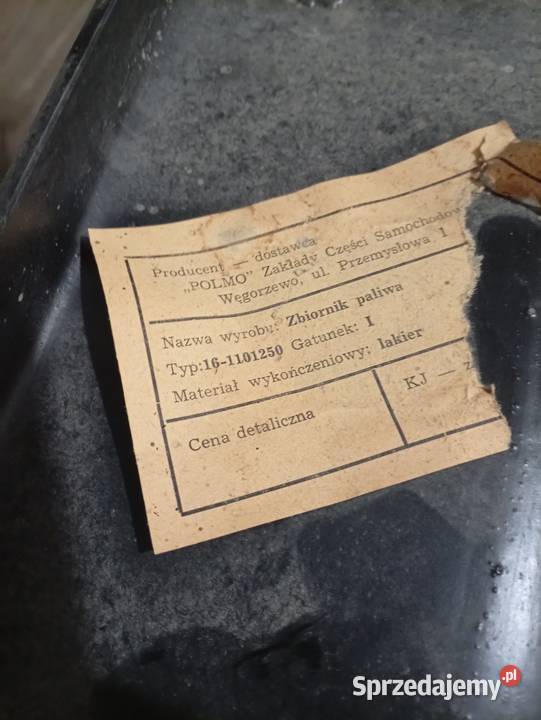 Producent — dostawca
„POLMO" Zakłady Części Samochodow
Węgorzewo, ul. Przemysłowa 1
Nazwa wyrobu: Zbiornik paliwa
Typ:16-1101250 Gatunek: I
Materiał wykończeniowy: lakier
Cena detaliczna
KJ — z
Sprzedajemy.pl